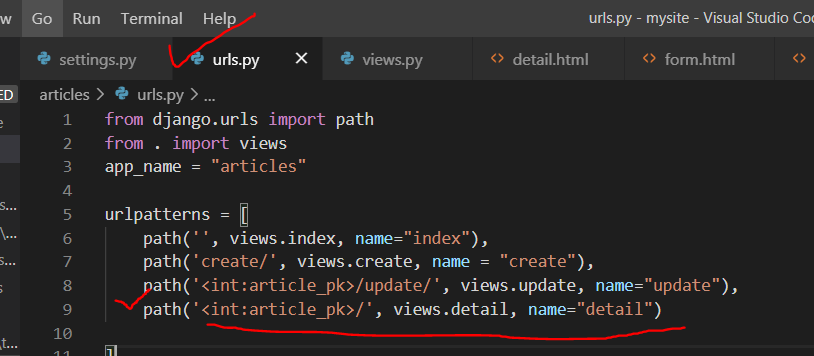 w Go Run Terminal Help urls.py - mysite - Visual Studio Co
settings.py urls.py views.py detail.html form.html
articles > urls.py > ...
1 from django.urls import path
2 from . import views
3 app_name = "articles"
4
5 urlpatterns = [
6 path('', views.index, name="index"),
7 path('create/', views.create, name = "create"),
8 path('<int:article_pk>/update/', views.update, name="update"),
9 path('<int:article_pk>/', views.detail, name="detail")
10
11 ]